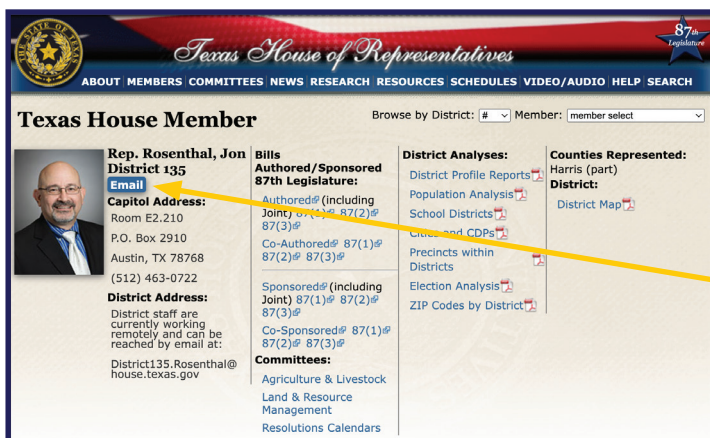 STATE OF TEXAS
Texas House of Representatives
87th
Legislature
ABOUT MEMBERS COMMITTEES NEWS RESEARCH RESOURCES SCHEDULES VIDEO/AUDIO HELP SEARCH
Texas House Member
Browse by District: # Member: member select
Rep. Rosenthal, Jon
District 135
Email
Capitol Address:
Room E2.210
P.O. Box 2910
Austin, TX 78768
(512) 463-0722
District Address:
District staff are
currently working
remotely and can be
reached by email at:
District135.Rosenthal@
house.texas.gov
Bills
Authored/Sponsored
87th Legislature:
Authored (including
Joint) 87(1) 87(2)
87(3)
Co-Authored 87(1)
87(2) 87(3)
Sponsored (including
Joint) 87(1) 87(2)
87(3)
Co-Sponsored 87(1)
87(2) 87(3)
Committees:
Agriculture & Livestock
Land & Resource
Management
Resolutions Calendars
District Analyses:
District Profile Reports
Population Analysis
School Districts
Cities and CDPs
Precincts within
Districts
Election Analysis
ZIP Codes by District
Counties Represented:
Harris (part)
District:
District Map